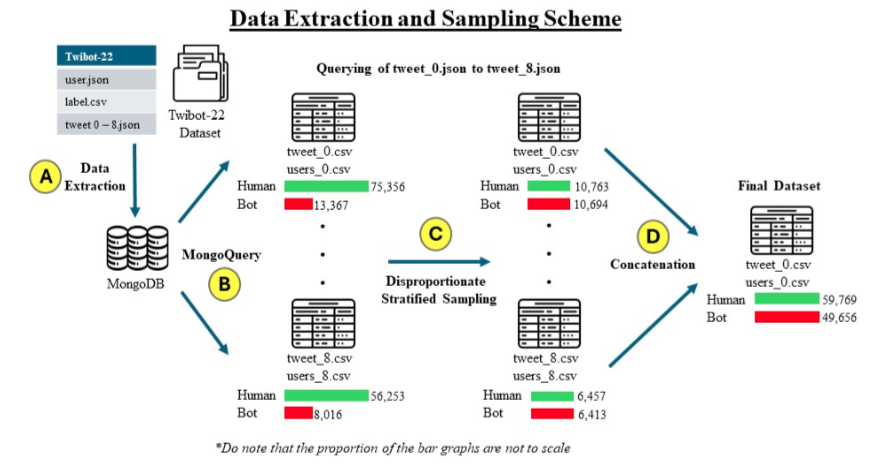 Data Extraction and Sampling Scheme
Twibot-22
user.json
label.csv
tweet 0 – 8.json
Twibot-22
Dataset
Querying of tweet_0.json to tweet_8.json
A
Data
Extraction
MongoDB
MongoQuery
B
tweet_0.csv
users_0.csv
Human 75,356
Bot 13,367
tweet_8.csv
users_8.csv
Human 56,253
Bot 8,016
C
Disproportionate
Stratified Sampling
tweet_0.csv
users_0.csv
Human 10,763
Bot 10,694
tweet_8.csv
users_8.csv
Human 6,457
Bot 6,413
D
Concatenation
Final Dataset
tweet_0.csv
users_0.csv
Human 59,769
Bot 49,656
*Do note that the proportion of the bar graphs are not to scale